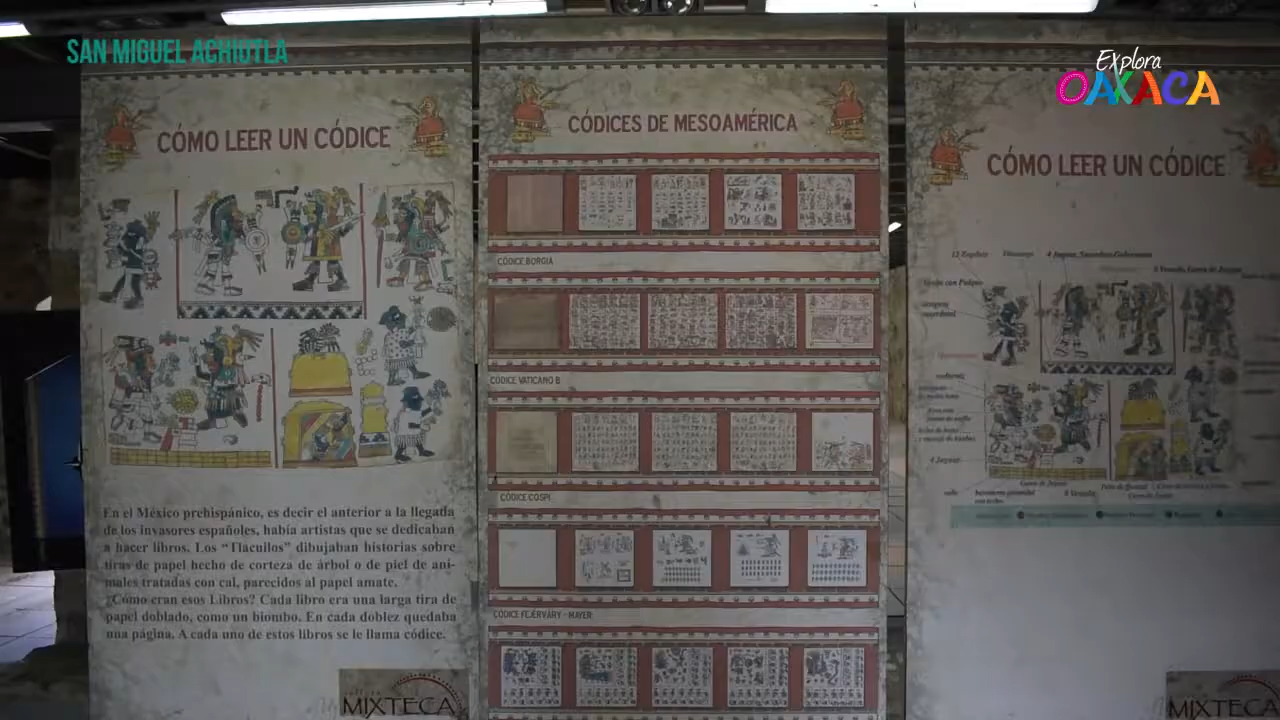 SAN MIGUEL ACHIUTLA
Explora
OAXACA
CÓMO LEER UN CÓDICE
En el México prehispánico, es decir el anterior a la llegada
de los invasores españoles, había artistas que se dedicaban
a hacer libros. Los “Tlacuilos” dibujaban historias sobre
tiras de papel hecho de corteza de árbol o de piel de ani-
males tratadas con cal, parecidos al papel amate.
¿Cómo eran esos Libros? Cada libro era una larga tira de
papel doblado, como un biombo. En cada doblez quedaba
una página. A cada uno de estos libros se le llama códice.
MIXTECA
CÓDICES DE MESOAMÉRICA
CÓDICE BORGIA
CÓDICE VATICANO B
CÓDICE COSPI
CÓDICE FEJÉRVÁRY - MAYER
CÓMO LEER UN CÓDICE
4 Jaguar
8 Venado
MIXTECA